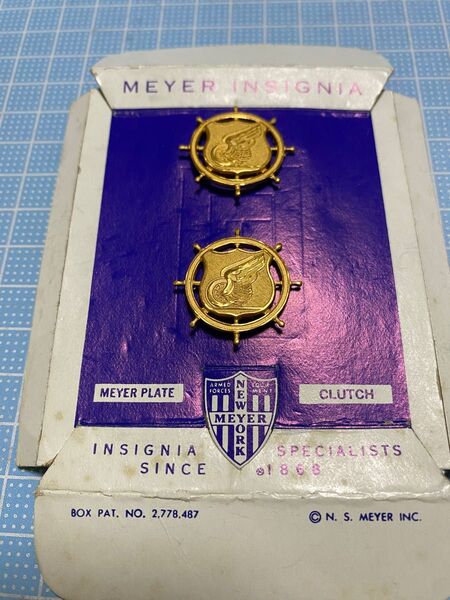 MEYER INSIGNIA
MEYER PLATE
CLUTCH
ARMED FORCES
EQUIPMENT
NEW YORK
MEYER
INSIGNIA SPECIALISTS
SINCE ®1868
BOX PAT. NO. 2,778,487
© N. S. MEYER INC.